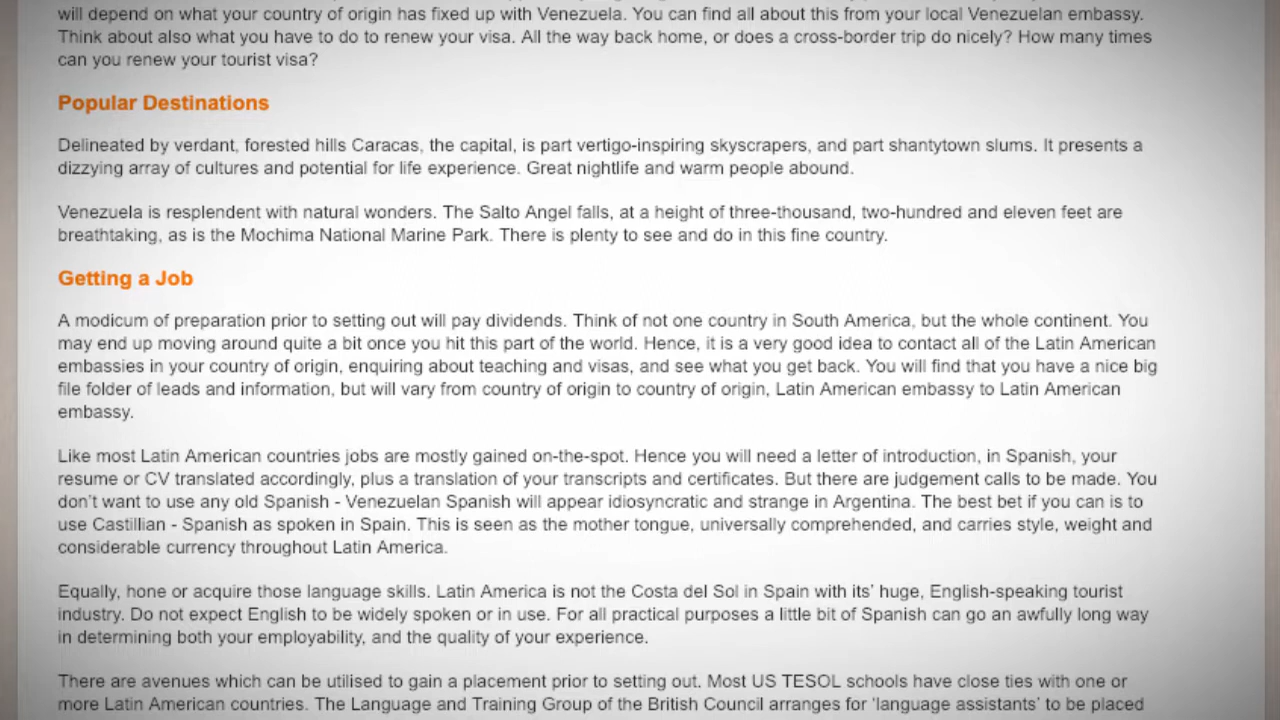 will depend on what your country of origin has fixed up with Venezuela. You can find all about this from your local Venezuelan embassy.
Think about also what you have to do to renew your visa. All the way back home, or does a cross-border trip do nicely? How many times
can you renew your tourist visa?
Popular Destinations
Delineated by verdant, forested hills Caracas, the capital, is part vertigo-inspiring skyscrapers, and part shantytown slums. It presents a
dizzying array of cultures and potential for life experience. Great nightlife and warm people abound.
Venezuela is resplendent with natural wonders. The Salto Angel falls, at a height of three-thousand, two-hundred and eleven feet are
breathtaking, as is the Mochima National Marine Park. There is plenty to see and do in this fine country.
Getting a Job
A modicum of preparation prior to setting out will pay dividends. Think of not one country in South America, but the whole continent. You
may end up moving around quite a bit once you hit this part of the world. Hence, it is a very good idea to contact all of the Latin American
embassies in your country of origin, enquiring about teaching and visas, and see what you get back. You will find that you have a nice big
file folder of leads and information, but will vary from country of origin to country of origin, Latin American embassy to Latin American
embassy.
Like most Latin American countries jobs are mostly gained on-the-spot. Hence you will need a letter of introduction, in Spanish, your
resume or CV translated accordingly, plus a translation of your transcripts and certificates. But there are judgement calls to be made. You
don't want to use any old Spanish - Venezuelan Spanish will appear idiosyncratic and strange in Argentina. The best bet if you can is to
use Castillian - Spanish as spoken in Spain. This is seen as the mother tongue, universally comprehended, and carries style, weight and
considerable currency throughout Latin America.
Equally, hone or acquire those language skills. Latin America is not the Costa del Sol in Spain with its' huge, English-speaking tourist
industry. Do not expect English to be widely spoken or in use. For all practical purposes a little bit of Spanish can go an awfully long way
in determining both your employability, and the quality of your experience.
There are avenues which can be utilised to gain a placement prior to setting out. Most US TESOL schools have close ties with one or
more Latin American countries. The Language and Training Group of the British Council arranges for 'language assistants' to be placed